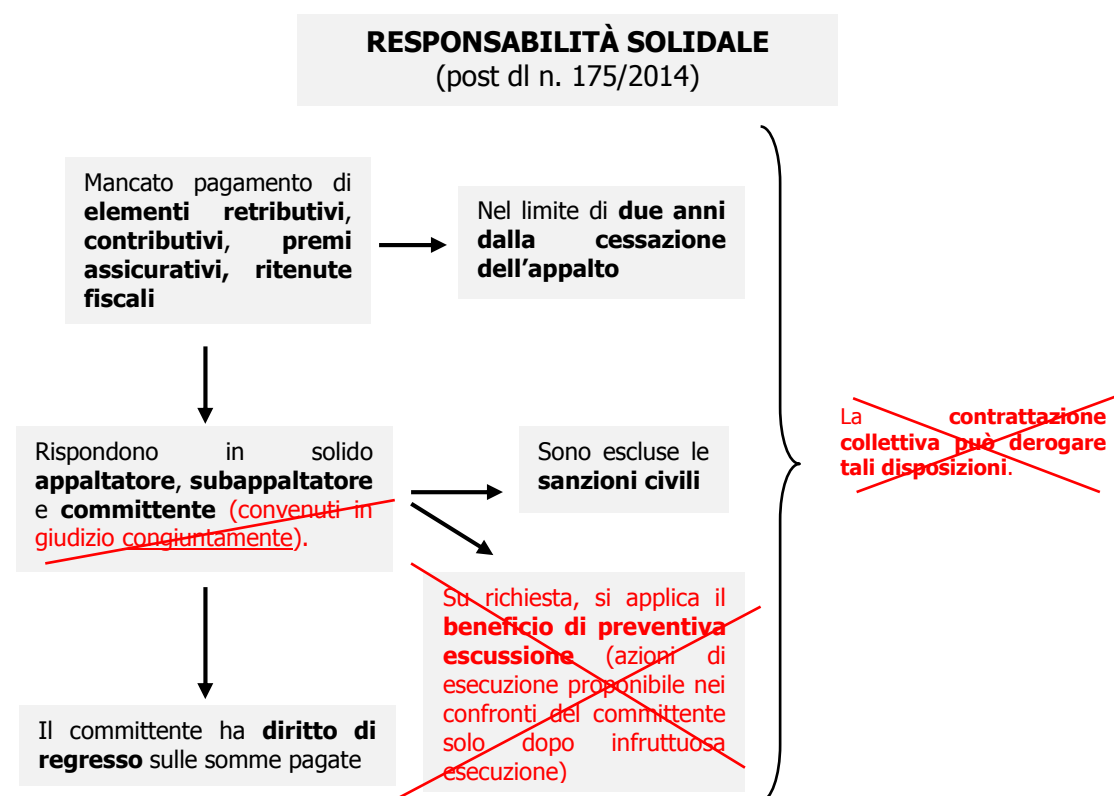 RESPONSABILITÀ SOLIDALE
(post dl n. 175/2014)
Mancato pagamento di
elementi retributivi,
contributivi, premi
assicurativi, ritenute
fiscali
Nel limite di due anni
dalla cessazione
dell’appalto
Rispondono in solido
appaltatore, subappaltatore
e committente (convenuti in
giudizio congiuntamente).
Sono escluse le
sanzioni civili
La contrattazione
collettiva può derogare
tali disposizioni.
Su richiesta, si applica il
beneficio di preventiva
escussione (azioni di
esecuzione proponibile nei
confronti del committente
solo dopo infruttuosa
esecuzione)
Il committente ha diritto di
regresso sulle somme pagate